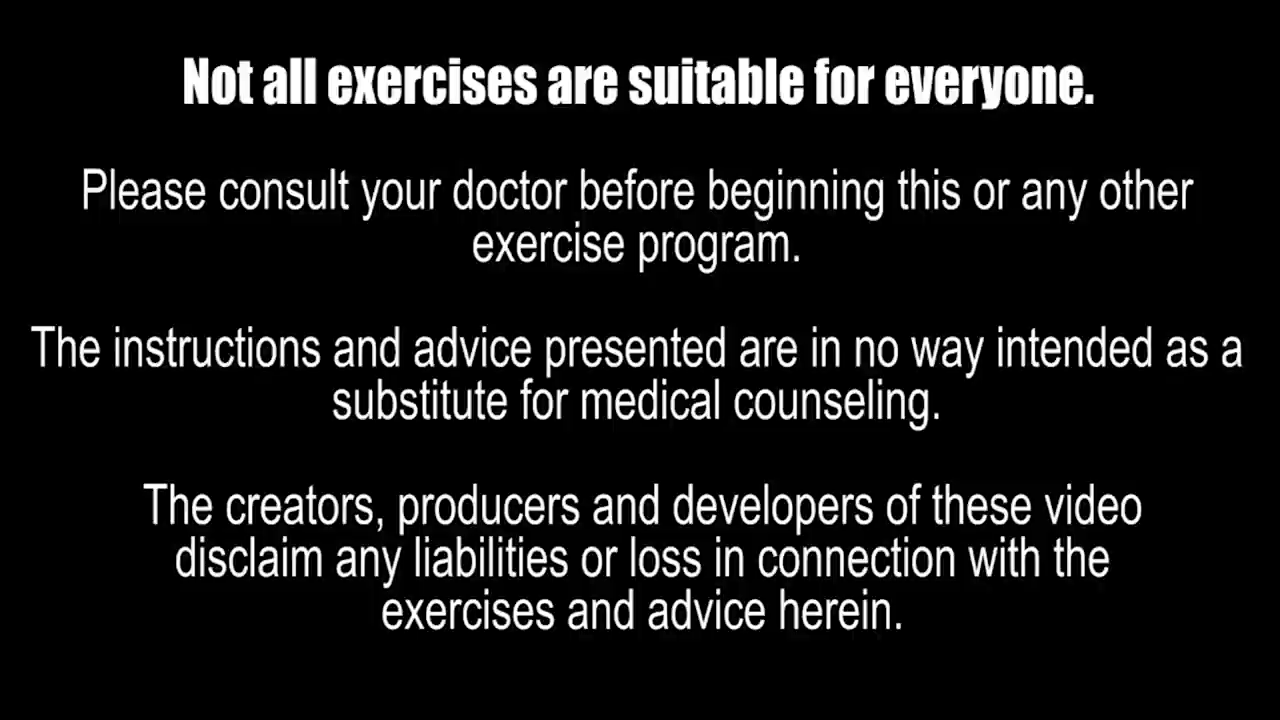 Not all exercises are suitable for everyone.
Please consult your doctor before beginning this or any other
exercise program.
The instructions and advice presented are in no way intended as a
substitute for medical counseling.
The creators, producers and developers of these video
disclaim any liabilities or loss in connection with the
exercises and advice herein.